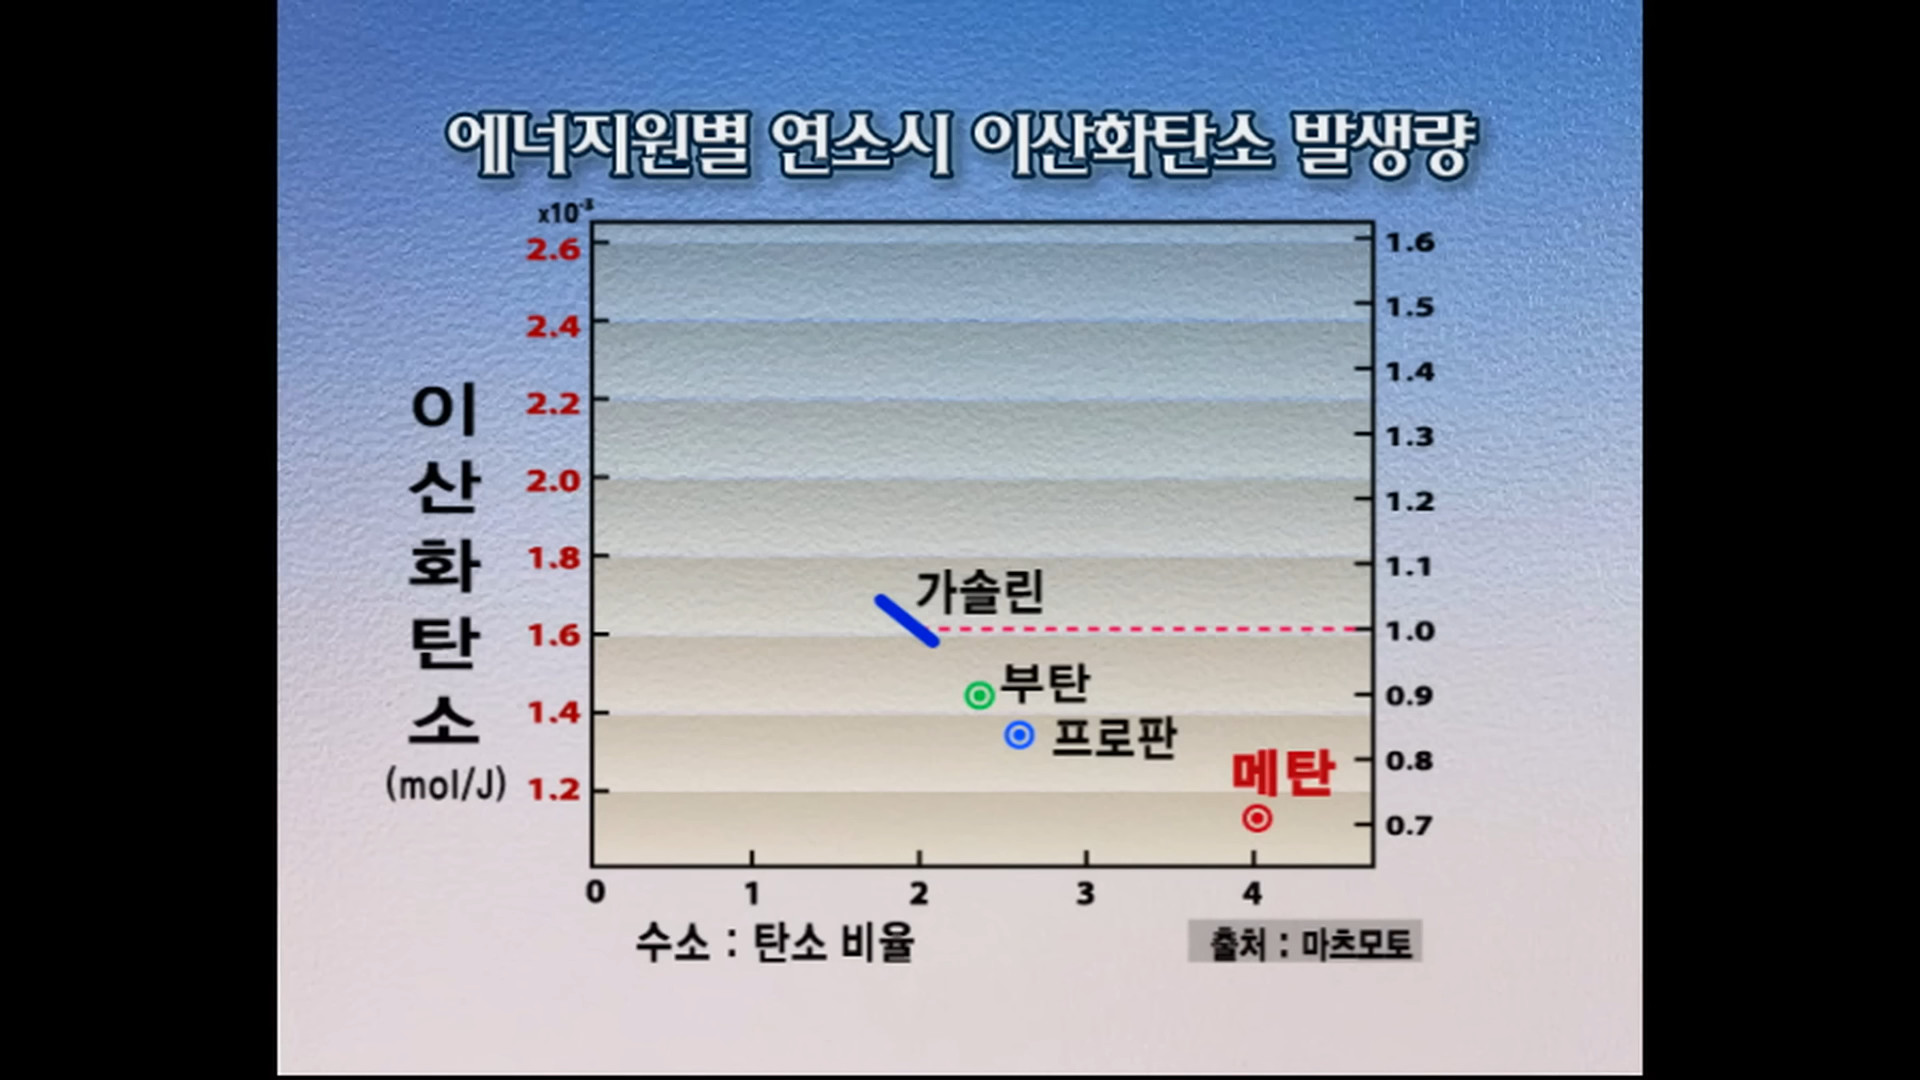 에너지원별 연소시 이산화탄소 발생량
x10⁻³
2.6
2.4
2.2
2.0
1.8
1.6
1.4
1.2
이산화탄소
(mol/J)
1.6
1.5
1.4
1.3
1.2
1.1
1.0
0.9
0.8
0.7
가솔린
부탄
프로판
메탄
0 1 2 3 4
수소 : 탄소 비율
출처 : 마츠모토